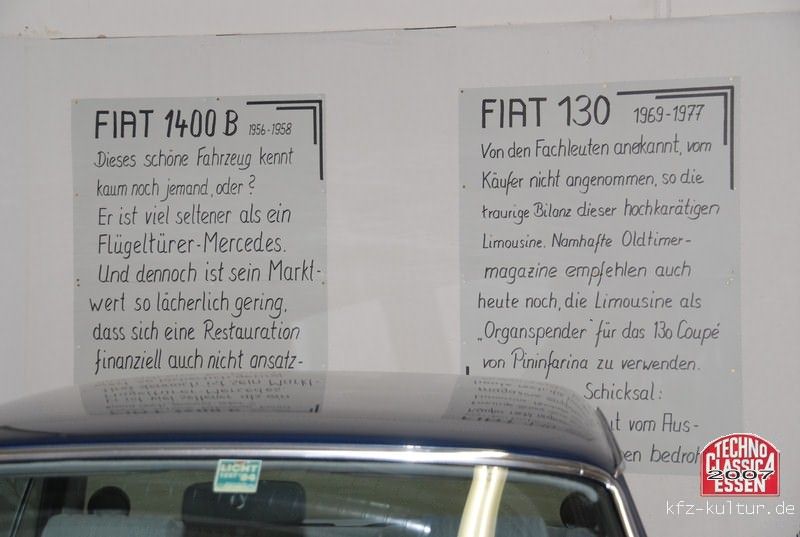 FIAT 1400 B 1956-1958
Dieses schöne Fahrzeug kennt
kaum noch jemand, oder?
Er ist viel seltener als ein
Flügeltürer-Mercedes.
Und dennoch ist sein Markt-
wert so lächerlich gering,
dass sich eine Restauration
finanziell auch nicht ansatz-
FIAT 130 1969-1977
Von den Fachleuten anerkannt, vom
Käufer nicht angenommen, so die
traurige Bilanz dieser hochkarätigen
Limousine. Namhafte Oldtimer-
magazine empfehlen auch
heute noch, die Limousine als
„Organspender" für das 130 Coupé
von Pininfarina zu verwenden.
Schicksal:
vom Aus-
LICHT
TECHNO
CLASSICA
2007
ESSEN
kfz-kultur.de